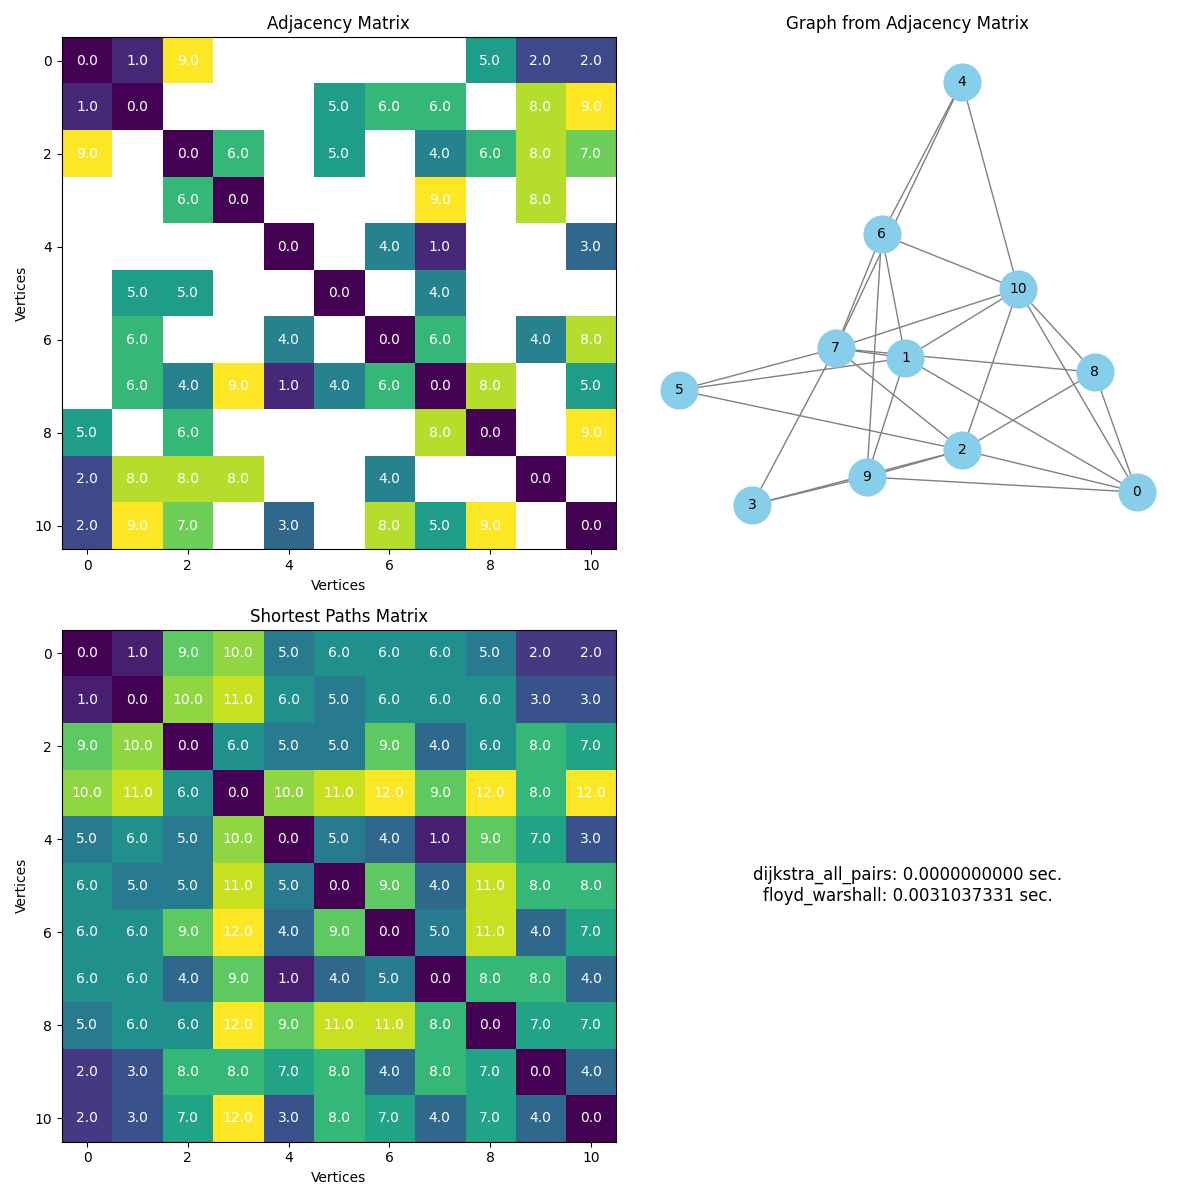 Adjacency Matrix
0 0.0 1.0 9.0 5.0 2.0 2.0
1.0 0.0 5.0 6.0 6.0 8.0 9.0
2 9.0 0.0 6.0 5.0 4.0 6.0 8.0 7.0
6.0 0.0 9.0 8.0
4 0.0 4.0 1.0 3.0
5.0 5.0 0.0 4.0
6 6.0 4.0 0.0 6.0 4.0 8.0
6.0 4.0 9.0 1.0 4.0 6.0 0.0 8.0 5.0
8 5.0 6.0 8.0 0.0 9.0
2.0 8.0 8.0 8.0 4.0 0.0
10 2.0 9.0 7.0 3.0 8.0 5.0 9.0 0.0
0 2 4 6 8 10
Vertices
Vertices
Graph from Adjacency Matrix
4
6
10
7
1
8
5
2
9
0
3
Shortest Paths Matrix
0 0.0 1.0 9.0 10.0 5.0 6.0 6.0 6.0 5.0 2.0 2.0
1.0 0.0 10.0 11.0 6.0 5.0 6.0 6.0 6.0 3.0 3.0
2 9.0 10.0 0.0 6.0 5.0 5.0 9.0 4.0 6.0 8.0 7.0
10.0 11.0 6.0 0.0 10.0 11.0 12.0 9.0 12.0 8.0 12.0
4 5.0 6.0 5.0 10.0 0.0 5.0 4.0 1.0 9.0 7.0 3.0
6.0 5.0 5.0 11.0 5.0 0.0 9.0 4.0 11.0 8.0 8.0
6 6.0 6.0 9.0 12.0 4.0 9.0 0.0 5.0 11.0 4.0 7.0
6.0 6.0 4.0 9.0 1.0 4.0 5.0 0.0 8.0 8.0 4.0
8 5.0 6.0 6.0 12.0 9.0 11.0 11.0 8.0 0.0 7.0 7.0
2.0 3.0 8.0 8.0 7.0 8.0 4.0 8.0 7.0 0.0 4.0
10 2.0 3.0 7.0 12.0 3.0 8.0 7.0 4.0 7.0 4.0 0.0
0 2 4 6 8 10
Vertices
Vertices
dijkstra_all_pairs: 0.0000000000 sec.
floyd_warshall: 0.0031037331 sec.